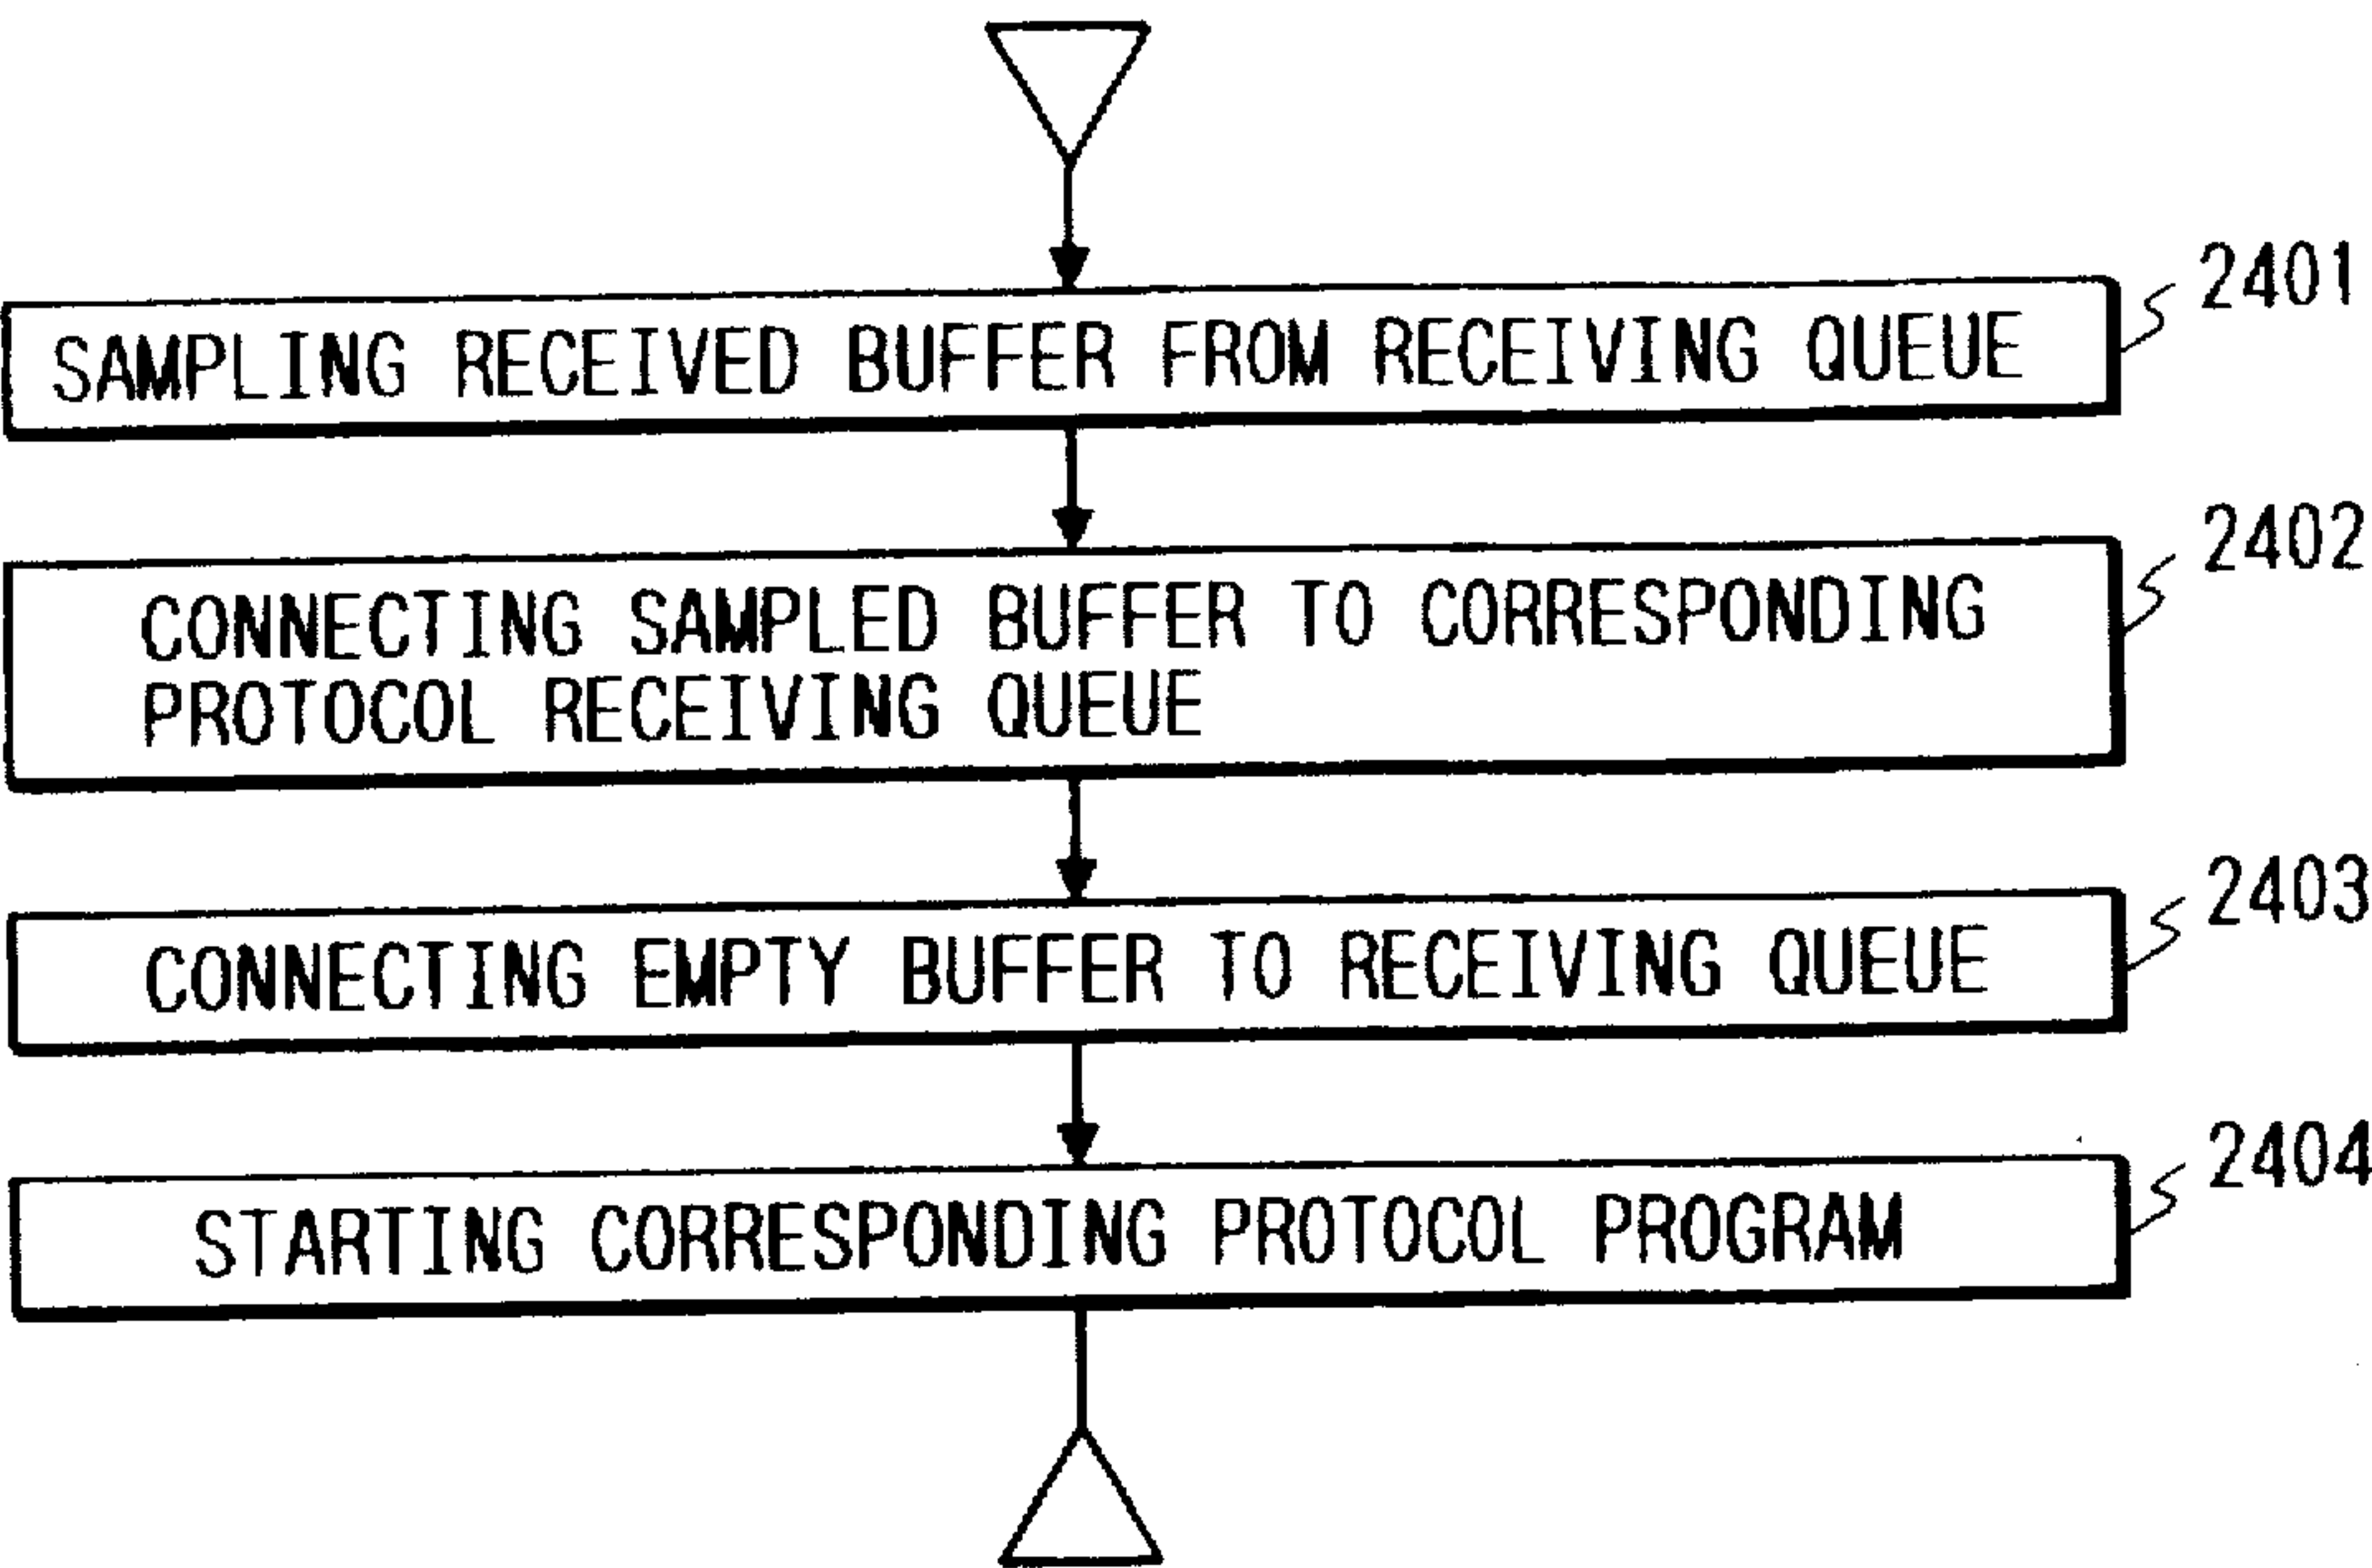 2401
SAMPLING RECEIVED BUFFER FROM RECEIVING QUEUE
2402
CONNECTING SAMPLED BUFFER TO CORRESPONDING
PROTOCOL RECEIVING QUEUE
2403
CONNECTING EMPTY BUFFER TO RECEIVING QUEUE
2404
STARTING CORRESPONDING PROTOCOL PROGRAM